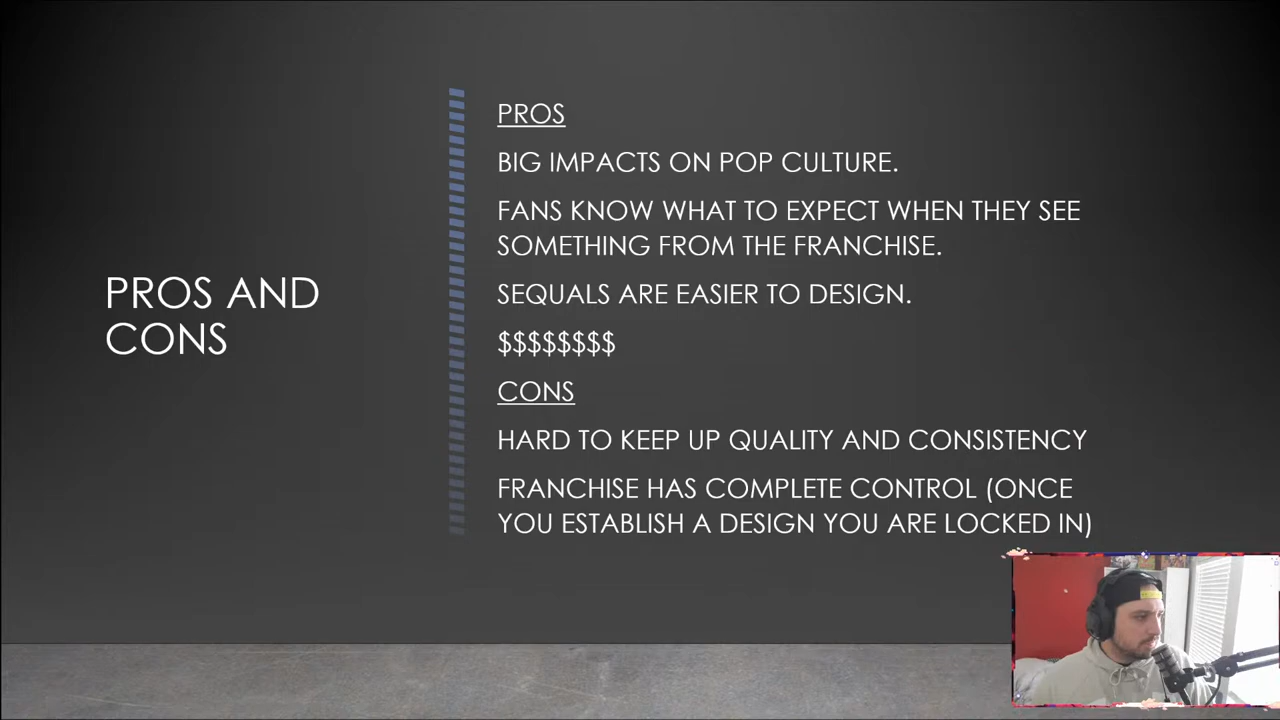 PROS AND
CONS
PROS
BIG IMPACTS ON POP CULTURE.
FANS KNOW WHAT TO EXPECT WHEN THEY SEE
SOMETHING FROM THE FRANCHISE.
SEQUALS ARE EASIER TO DESIGN.
$$$$$$$$
CONS
HARD TO KEEP UP QUALITY AND CONSISTENCY
FRANCHISE HAS COMPLETE CONTROL (ONCE
YOU ESTABLISH A DESIGN YOU ARE LOCKED IN)